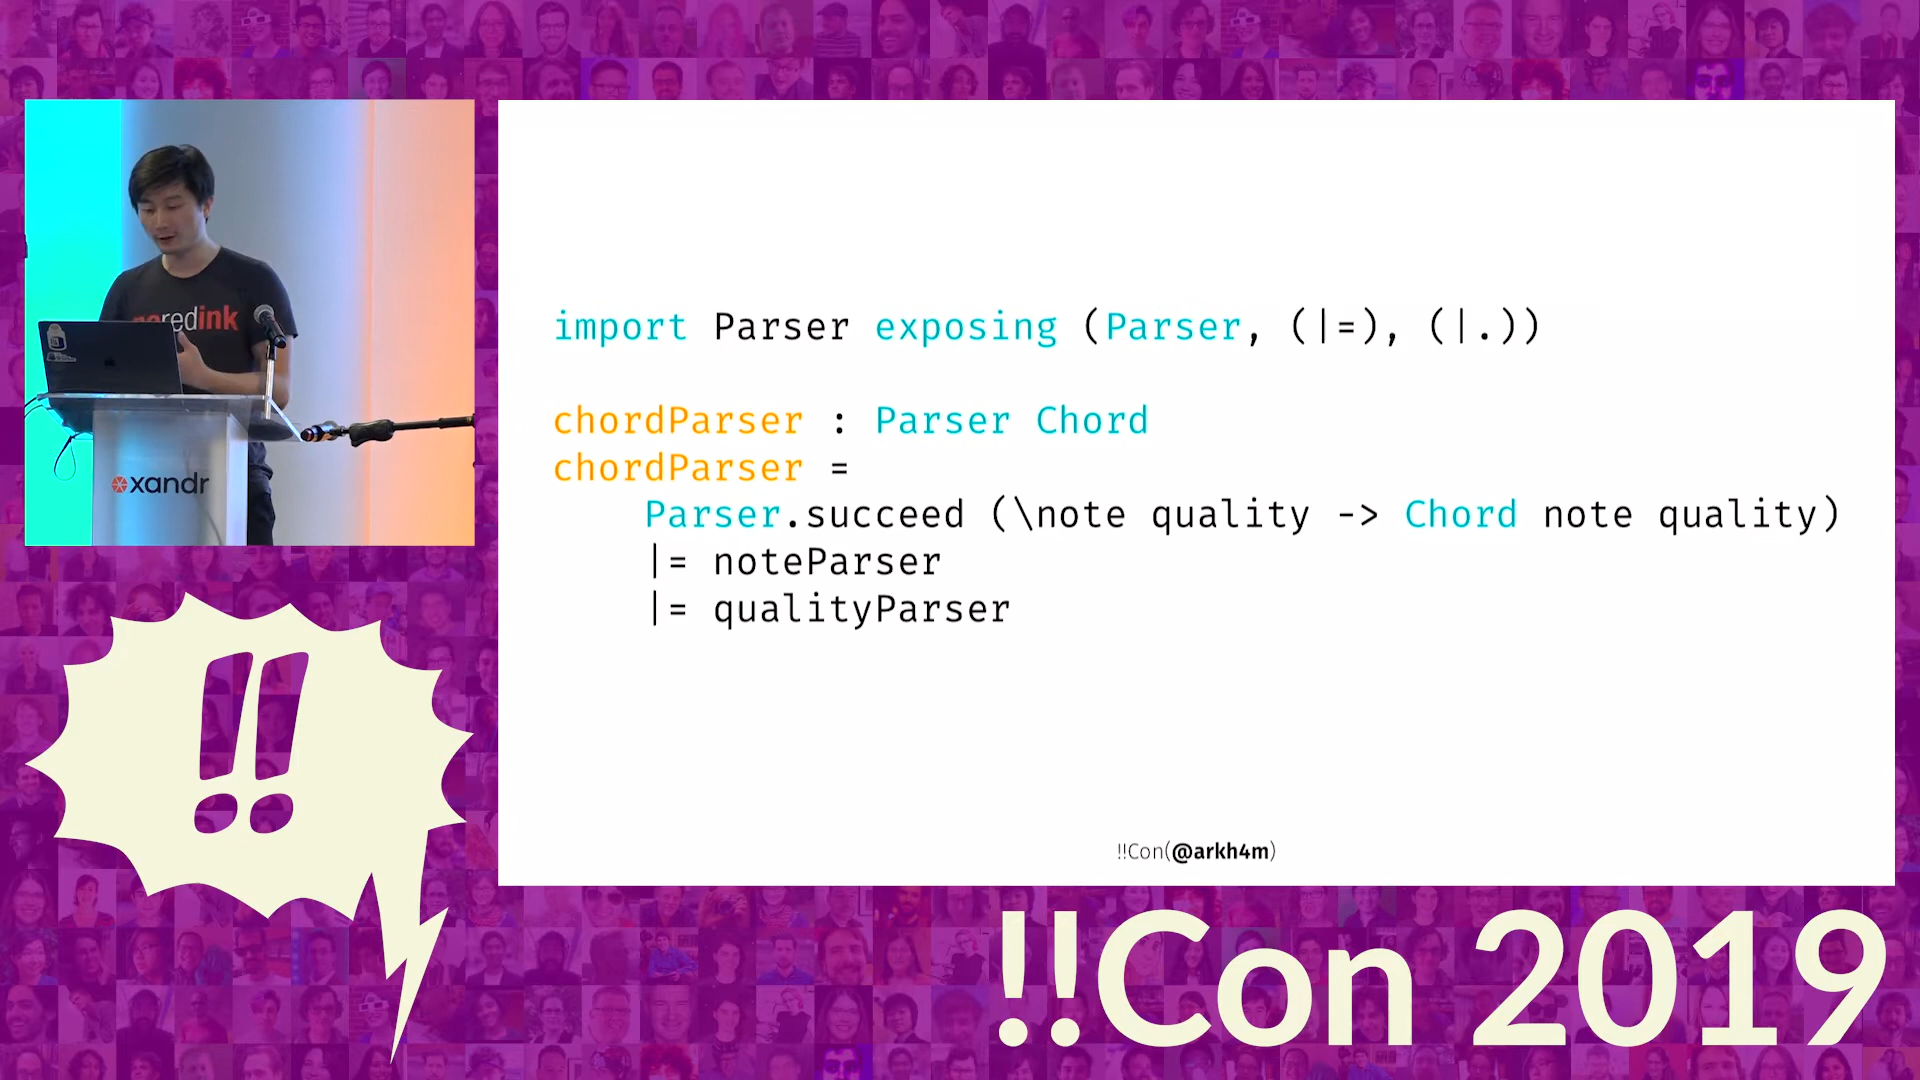 noredink
xandr
import Parser exposing (Parser, (|=), (|.))
chordParser : Parser Chord
chordParser =
Parser.succeed (\note quality -> Chord note quality)
|= noteParser
|= qualityParser
!!Con(@arkh4m)
!!
!!Con 2019